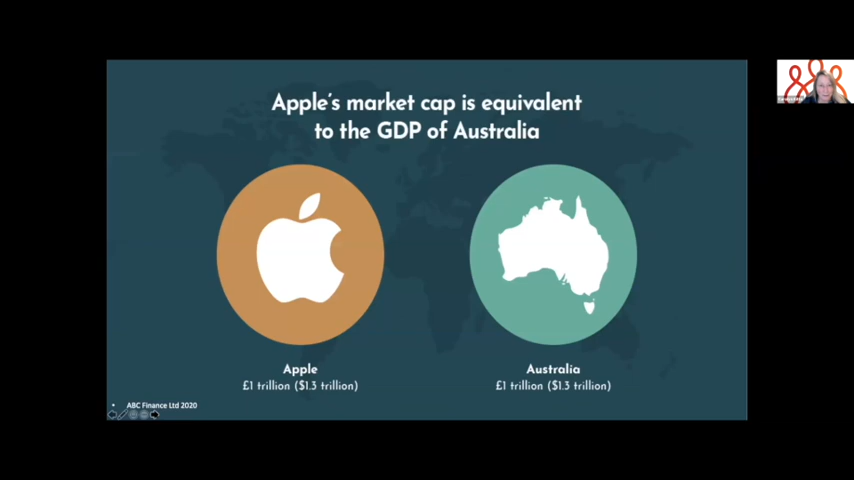 Apple's market cap is equivalent
to the GDP of Australia
Apple
£1 trillion ($1.3 trillion)
Australia
£1 trillion ($1.3 trillion)
• ABC Finance Ltd 2020